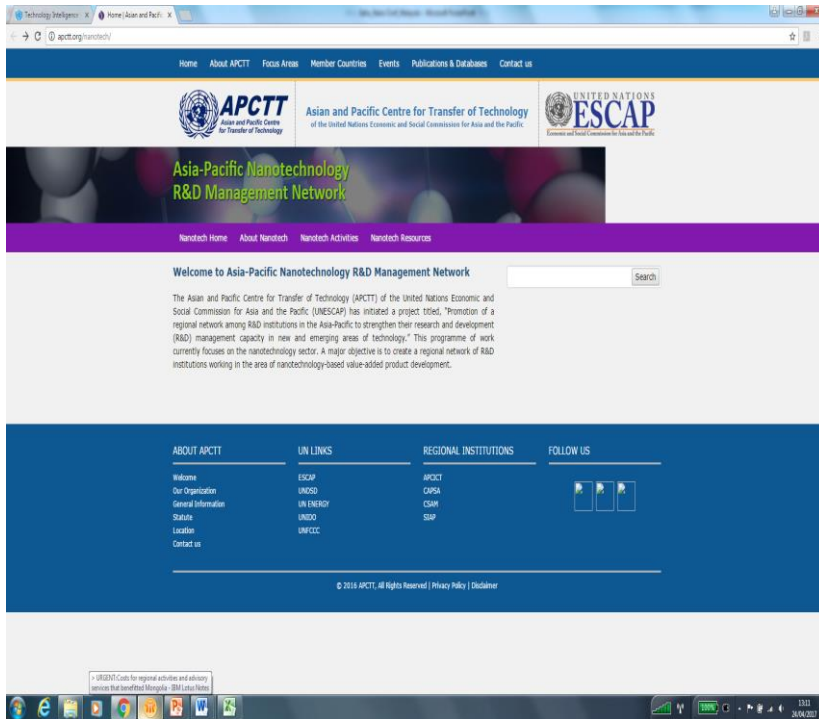 Technology Intelligence
Home | Asian and Pacific
apctt.org/nanotech/
Home About APCTT Focus Areas Member Countries Events Publications & Databases Contact us
APCTT
Asian and Pacific Centre
for Transfer of Technology
Asian and Pacific Centre for Transfer of Technology
of the United Nations Economic and Social Commission for Asia and the Pacific
UNITED NATIONS
ESCAP
Economic and Social Commission for Asia and the Pacific
Asia-Pacific Nanotechnology
R&D Management Network
Nanotech Home About Nanotech Nanotech Activities Nanotech Resources
Welcome to Asia-Pacific Nanotechnology R&D Management Network
Search
The Asian and Pacific Centre for Transfer of Technology (APCTT) of the United Nations Economic and
Social Commission for Asia and the Pacific (UNESCAP) has initiated a project titled, "Promotion of a
regional network among R&D institutions in the Asia-Pacific to strengthen their research and development
(R&D) management capacity in new and emerging areas of technology." This programme of work
currently focuses on the nanotechnology sector. A major objective is to create a regional network of R&D
institutions working in the area of nanotechnology-based value-added product development.
ABOUT APCTT
Welcome
Our Organization
General Information
Statute
Location
Contact us
UN LINKS
ESCAP
UNOSD
UN ENERGY
UNIDO
UNFCCC
REGIONAL INSTITUTIONS
APCICT
CAPSA
CSAM
SIAP
FOLLOW US
© 2016 APCTT, All Rights Reserved | Privacy Policy | Disclaimer
> URGENT: Costs for regional activities and advisory
services that benefitted Mongolia - IBM Lotus Notes
100%
13:11
26/04/2017